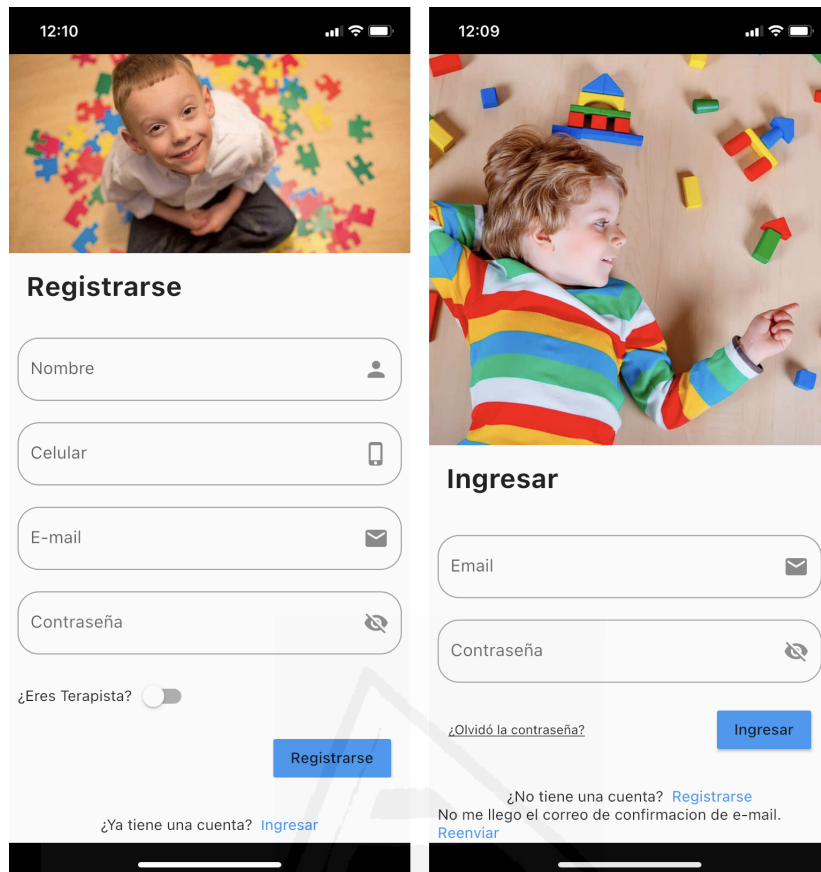 12:10
Registrarse
Nombre
Celular
E-mail
Contraseña
¿Eres Terapista?
Registrarse
¿Ya tiene una cuenta? Ingresar
12:09
Ingresar
Email
Contraseña
¿Olvidó la contraseña?
Ingresar
¿No tiene una cuenta? Registrarse
No me llego el correo de confirmacion de e-mail.
Reenviar